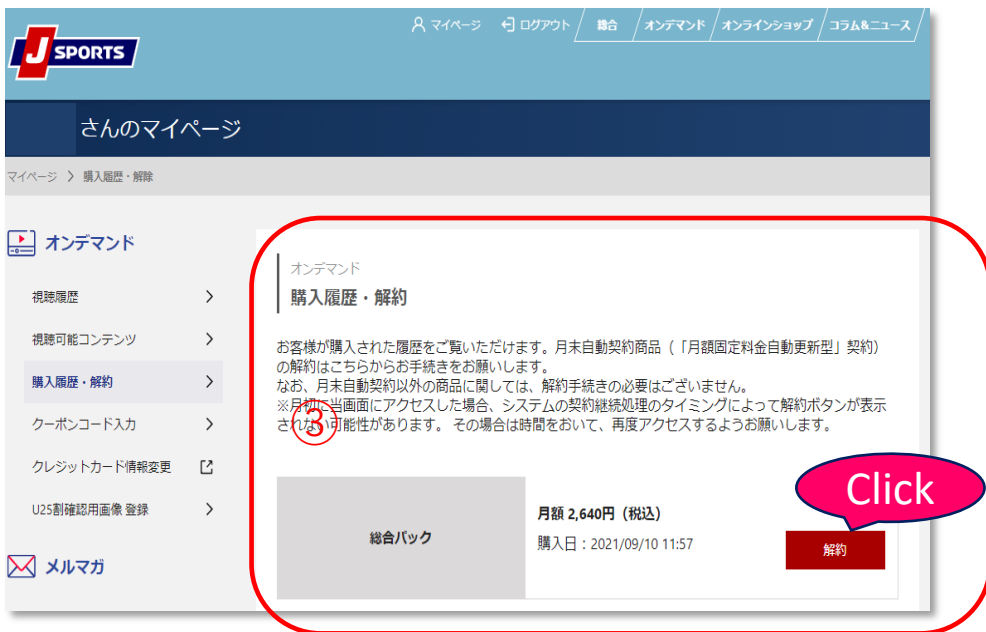 J SPORTS
マイページ ログアウト 総合 オンデマンド オンラインショップ コラム&ニュース
さんのマイページ
マイページ > 購入履歴・解除
オンデマンド
視聴履歴
視聴可能コンテンツ
購入履歴・解約
クーポンコード入力
クレジットカード情報変更
U25割確認用画像 登録
メルマガ
オンデマンド
購入履歴・解約
お客様が購入された履歴をご覧いただけます。月末自動契約商品(「月額固定料金自動更新型」契約)
の解約はこちらからお手続きをお願いします。
なお、月末自動契約以外の商品に関しては、解約手続きの必要はございません。
※月初に当画面にアクセスした場合、システムの契約継続処理のタイミングによって解約ボタンが表示
されない可能性があります。 その場合は時間をおいて、再度アクセスするようお願いします。
③
総合パック
月額 2,640円(税込)
購入日:2021/09/10 11:57
Click
解約